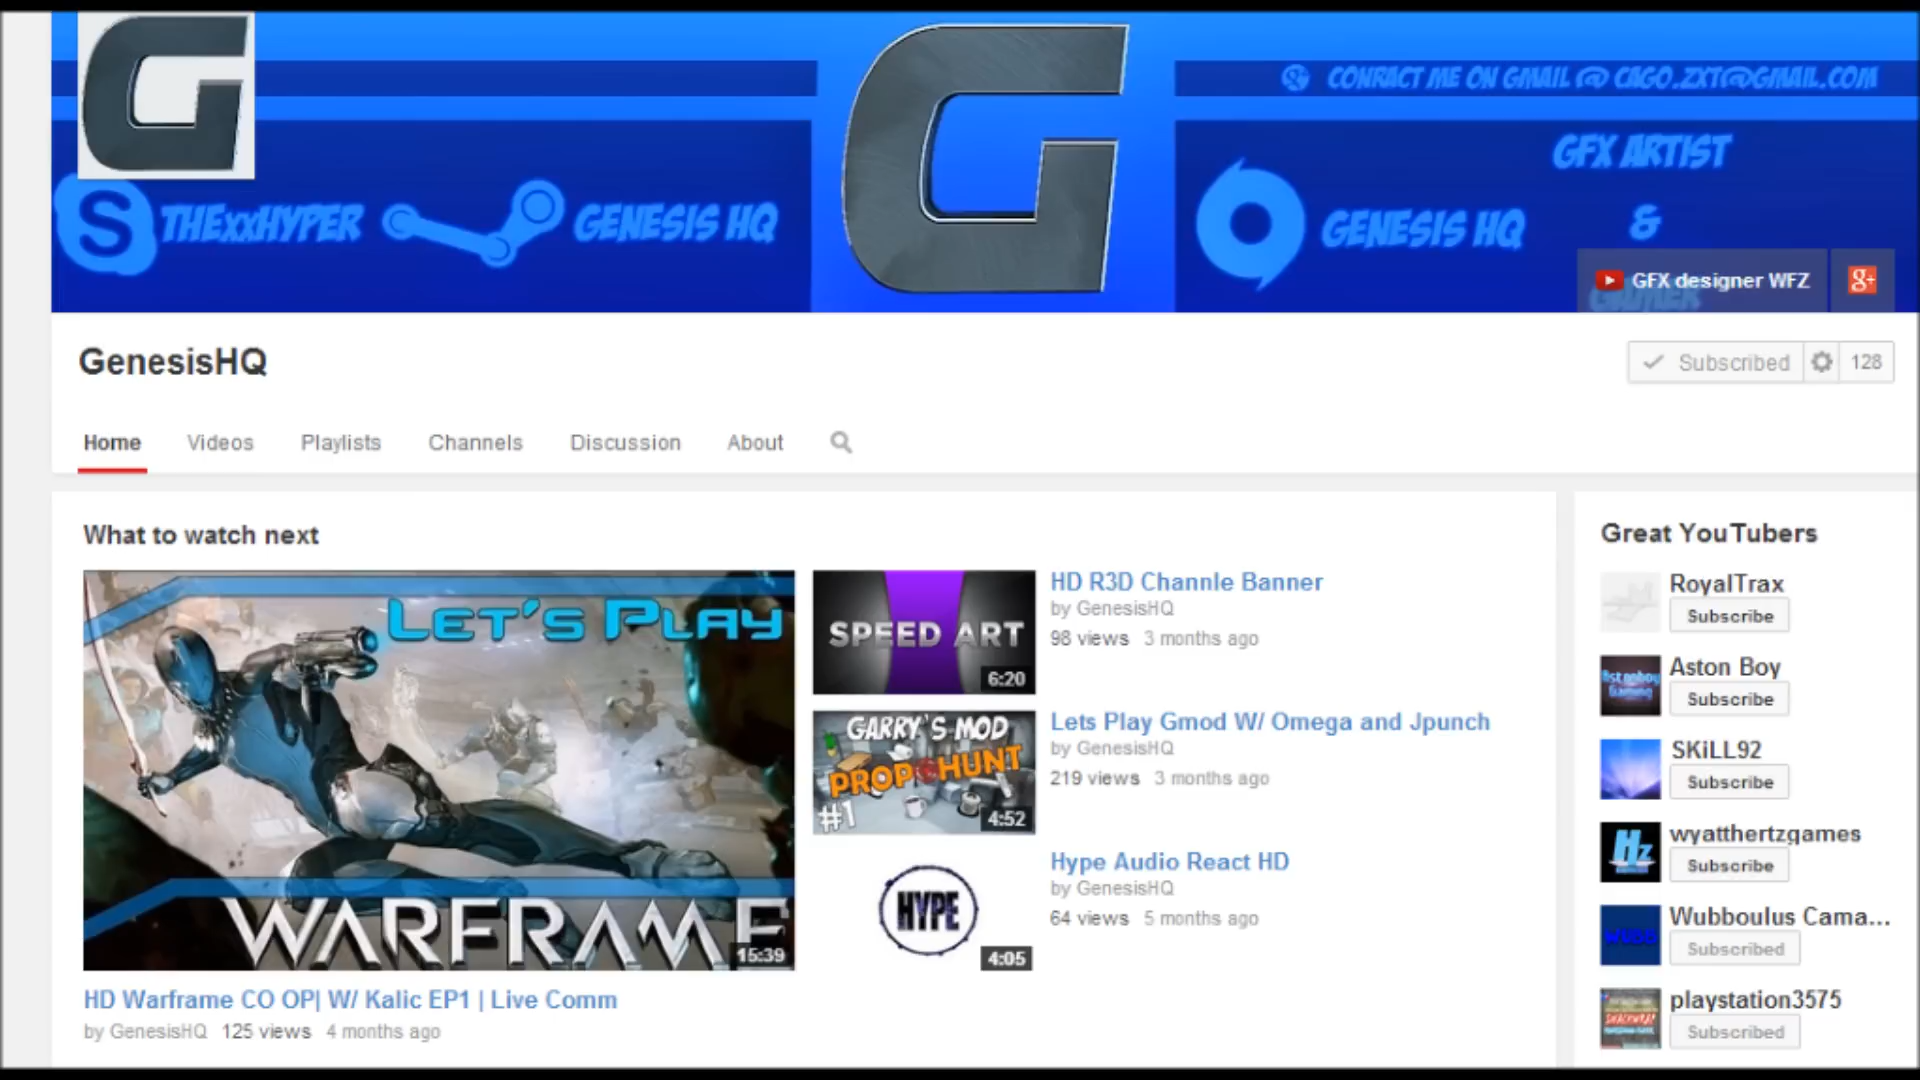 G
G
CONRACT ME ON GMAIL @ CAGO.ZXT@GMAIL.COM
GFX ARTIST
S THExxHYPER
GENESIS HQ
GENESIS HQ
&
GFX designer WFZ
g+
GenesisHQ
Subscribed 128
Home Videos Playlists Channels Discussion About
What to watch next
LET'S PLAY
WARFRAME
15:39
HD Warframe CO OP| W/ Kalic EP1 | Live Comm
by GenesisHQ 125 views 4 months ago
SPEED ART
6:20
HD R3D Channle Banner
by GenesisHQ
98 views 3 months ago
GARRY'S MOD
PROP HUNT
#1
4:52
Lets Play Gmod W/ Omega and Jpunch
by GenesisHQ
219 views 3 months ago
HYPE
4:05
Hype Audio React HD
by GenesisHQ
64 views 5 months ago
Great YouTubers
RoyalTrax
Subscribe
Aston Boy
Subscribe
SKiLL92
Subscribe
Hz
wyatthertzgames
Subscribe
Wubboulus Cama...
Subscribed
playstation3575
Subscribed